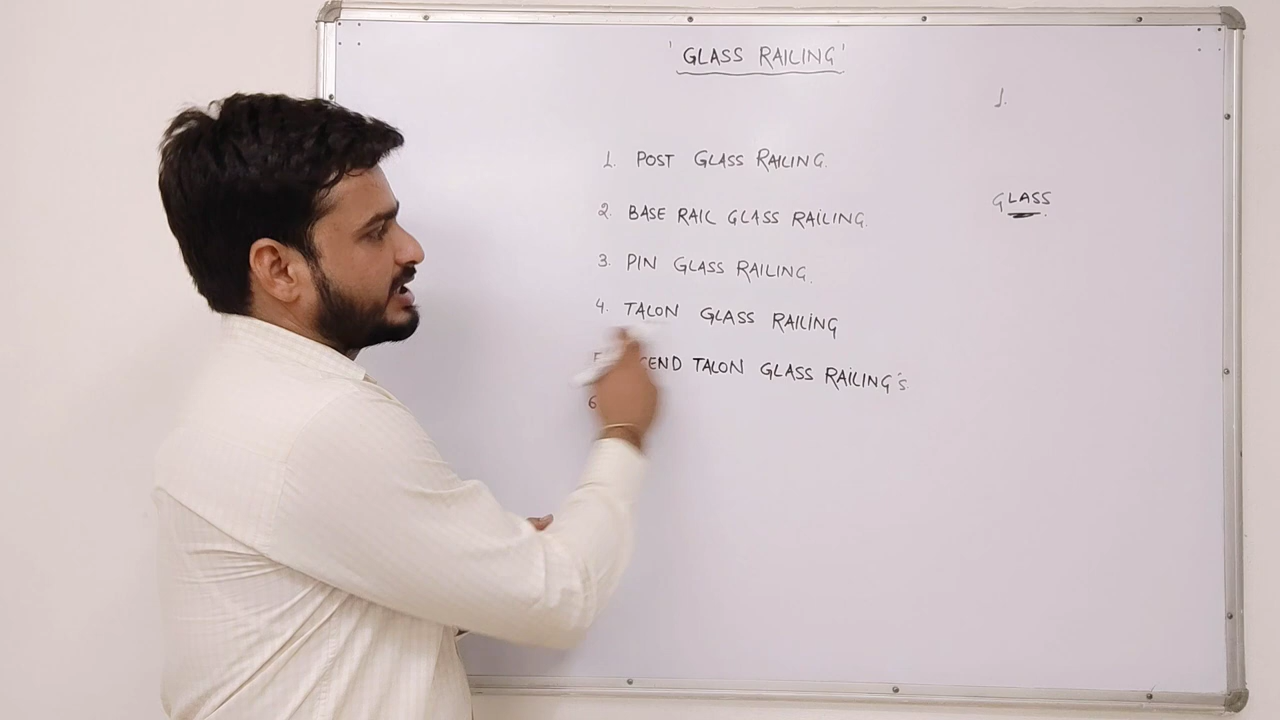 'GLASS RAILING'
1.
1. POST GLASS RAILING.
GLASS
2. BASE RAIL GLASS RAILING.
3. PIN GLASS RAILING.
4. TALON GLASS RAILING
TALON GLASS RAILING'S
6